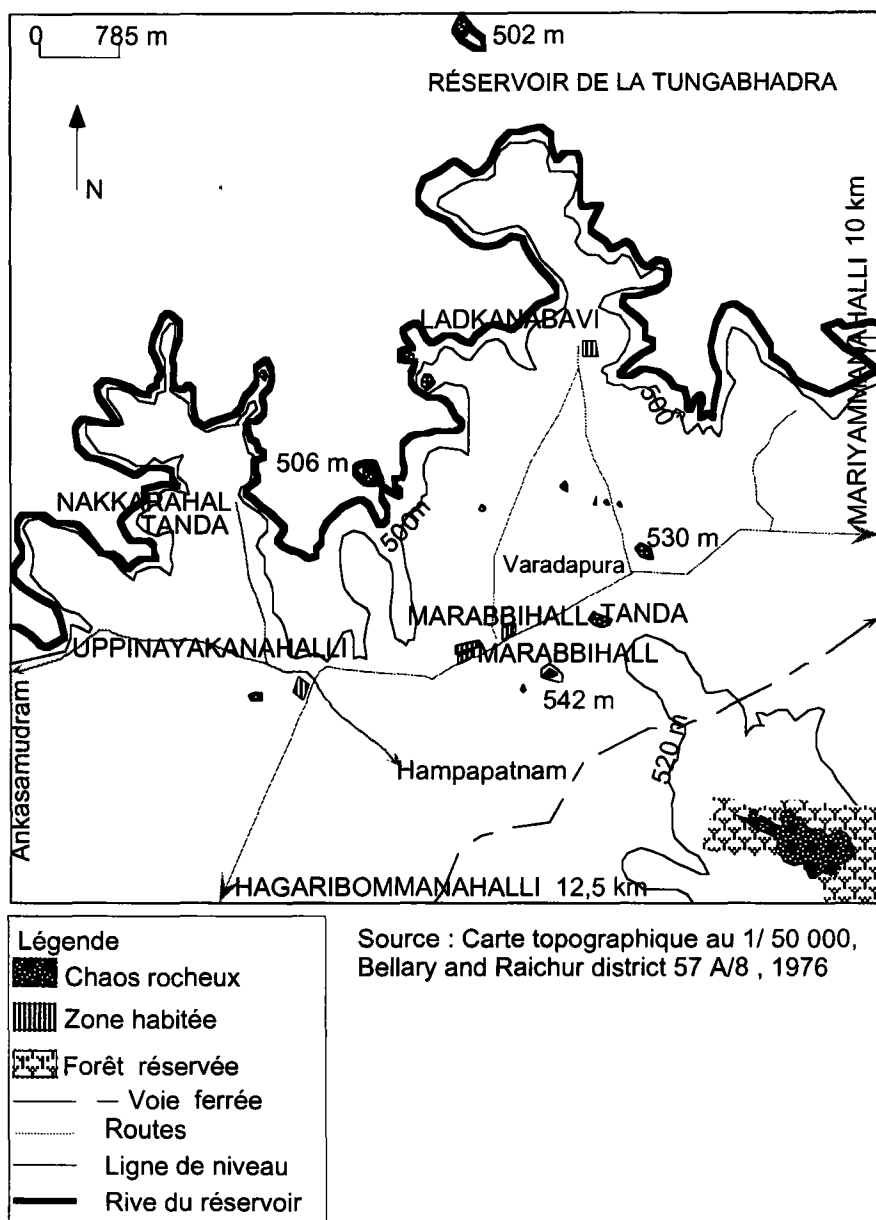 0 785 m
502 m
RÉSERVOIR DE LA TUNGABHADRA
N
MARIYAMMANAHALLI 10 km
LADKANABAVI
500
506 m
NAKKARAHAL
TANDA
500m
530 m
Varadapura
MARABBIHALL TANDA
UPPINAYAKANAHALLI
MARABBIHALL
542 m
520 m
Ankasamudram
Hampapatnam
HAGARIBOMMANAHALLI 12,5 km
Légende
Chaos rocheux
Zone habitée
Forêt réservée
Voie ferrée
Routes
Ligne de niveau
Rive du réservoir
Source : Carte topographique au 1/ 50 000,
Bellary and Raichur district 57 A/8 , 1976